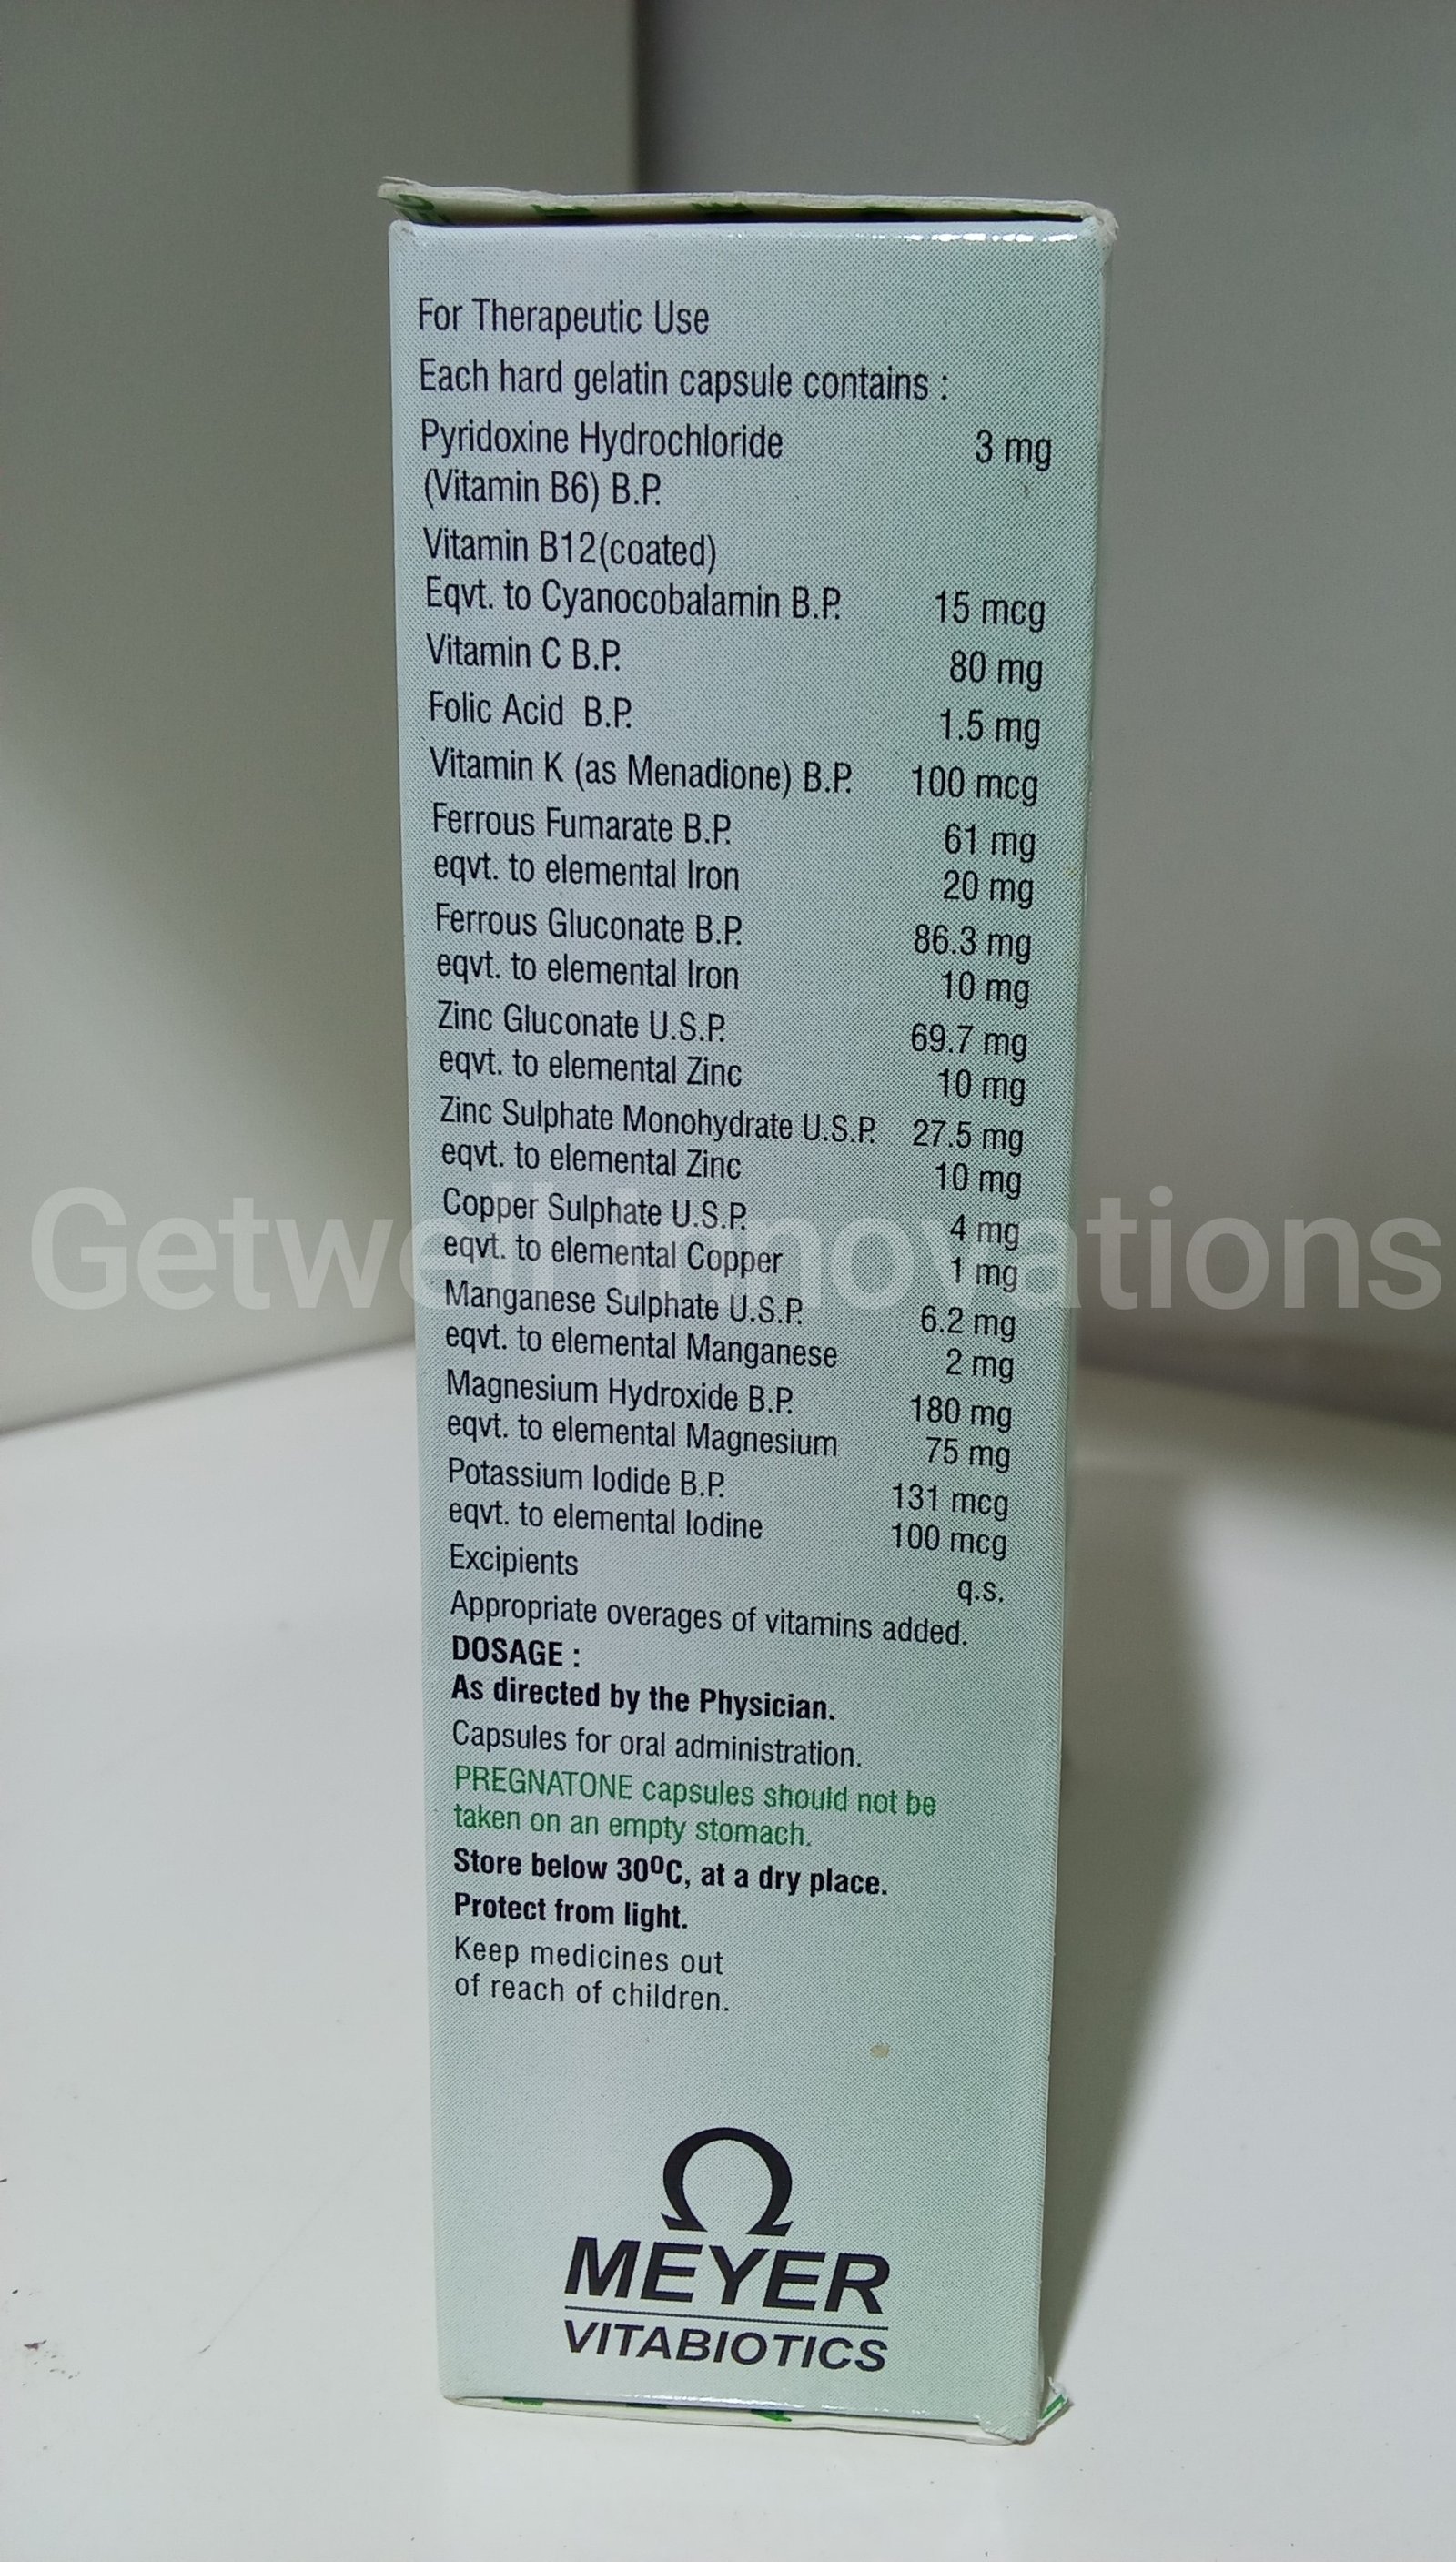 For Therapeutic Use
Each hard gelatin capsule contains :
Pyridoxine Hydrochloride 3 mg
(Vitamin B6) B.P.
Vitamin B12(coated)
Eqvt. to Cyanocobalamin B.P. 15 mcg
Vitamin C B.P. 80 mg
Folic Acid B.P. 1.5 mg
Vitamin K (as Menadione) B.P. 100 mcg
Ferrous Fumarate B.P. 61 mg
eqvt. to elemental Iron 20 mg
Ferrous Gluconate B.P. 86.3 mg
eqvt. to elemental Iron 10 mg
Zinc Gluconate U.S.P. 69.7 mg
eqvt. to elemental Zinc 10 mg
Zinc Sulphate Monohydrate U.S.P. 27.5 mg
eqvt. to elemental Zinc 10 mg
Copper Sulphate U.S.P. 4 mg
eqvt. to elemental Copper 1 mg
Getwell Innovations
Manganese Sulphate U.S.P. 6.2 mg
eqvt. to elemental Manganese 2 mg
Magnesium Hydroxide B.P. 180 mg
eqvt. to elemental Magnesium 75 mg
Potassium Iodide B.P. 131 mcg
eqvt. to elemental Iodine 100 mcg
Excipients q.s.
Appropriate overages of vitamins added.
DOSAGE :
As directed by the Physician.
Capsules for oral administration.
PREGNATONE capsules should not be
taken on an empty stomach.
Store below 30ºC, at a dry place.
Protect from light.
Keep medicines out
of reach of children.
MEYER
VITABIOTICS